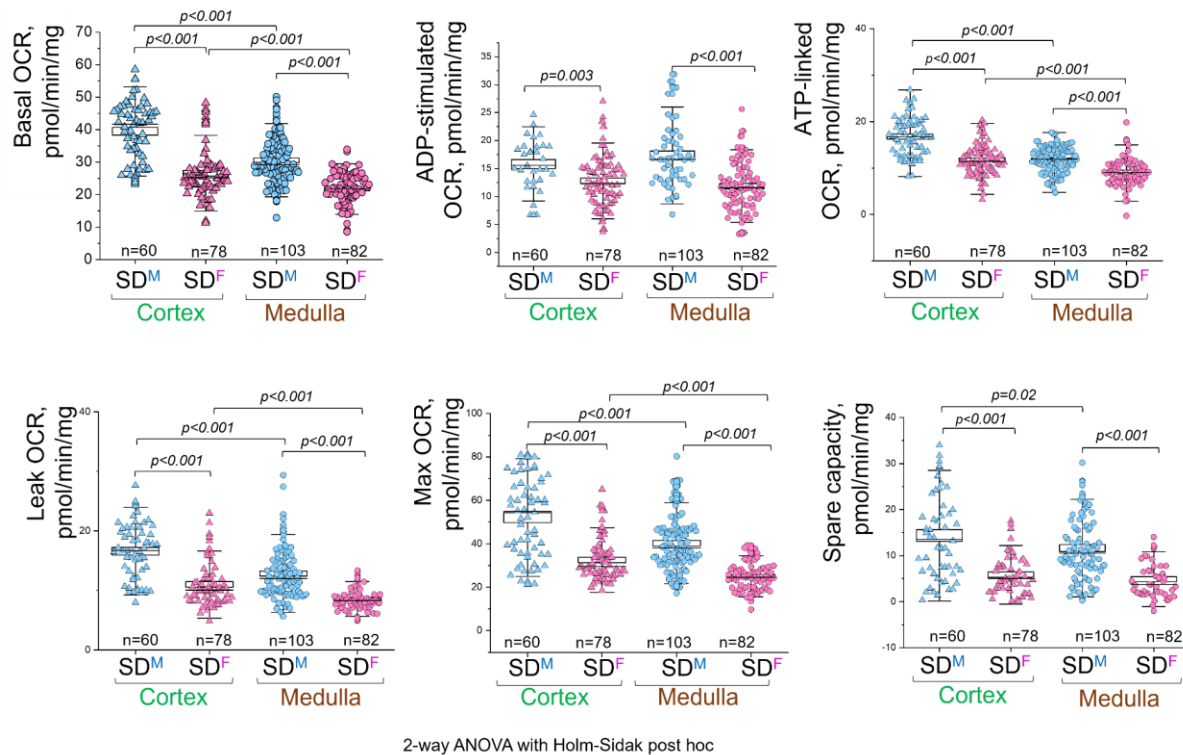 Basal OCR,
pmol/min/mg
70
60
50
40
30
20
10
0
p<0.001
p<0.001
p<0.001
p<0.001
n=60 n=78 n=103 n=82
SDM SDF SDM SDF
Cortex Medulla
ADP-stimulated
OCR, pmol/min/mg
35
30
25
20
15
10
5
0
p=0.003
p<0.001
n=60 n=78 n=103 n=82
SDM SDF SDM SDF
Cortex Medulla
ATP-linked
OCR, pmol/min/mg
40
20
0
p<0.001
p<0.001
p<0.001
p<0.001
n=60 n=78 n=103 n=82
SDM SDF SDM SDF
Cortex Medulla
Leak OCR,
pmol/min/mg
40
20
0
p<0.001
p<0.001
p<0.001
p<0.001
n=60 n=78 n=103 n=82
SDM SDF SDM SDF
Cortex Medulla
Max OCR,
pmol/min/mg
100
80
60
40
20
0
p<0.001
p<0.001
p<0.001
p<0.001
n=60 n=78 n=103 n=82
SDM SDF SDM SDF
Cortex Medulla
Spare capacity,
pmol/min/mg
40
30
20
10
0
-10
p=0.02
p<0.001
p<0.001
n=60 n=78 n=103 n=82
SDM SDF SDM SDF
Cortex Medulla
2-way ANOVA with Holm-Sidak post hoc